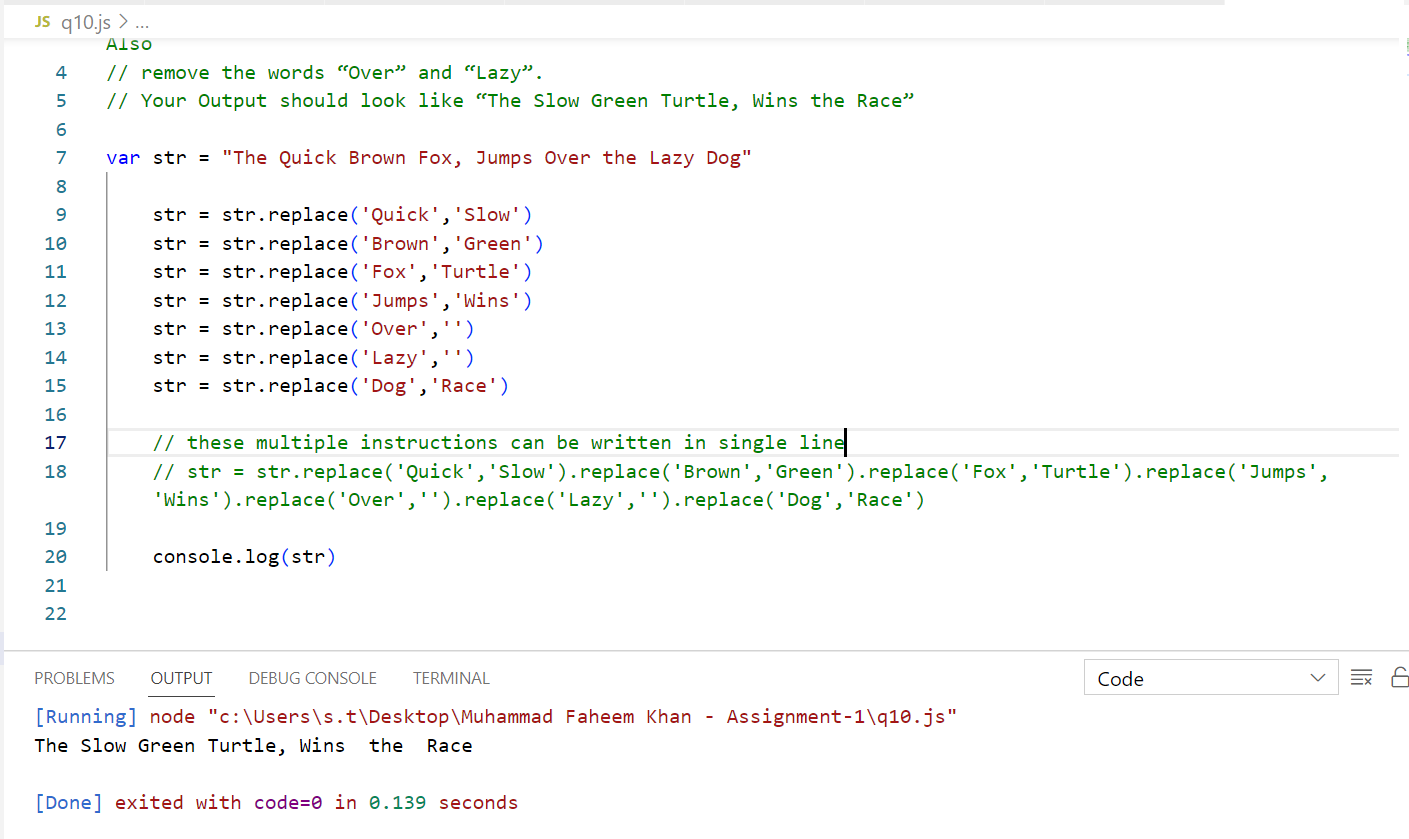 JS q10.js > ...
Also
4 // remove the words “Over” and “Lazy”.
5 // Your Output should look like “The Slow Green Turtle, Wins the Race”
6
7 var str = "The Quick Brown Fox, Jumps Over the Lazy Dog"
8
9 str = str.replace('Quick','Slow')
10 str = str.replace('Brown','Green')
11 str = str.replace('Fox','Turtle')
12 str = str.replace('Jumps','Wins')
13 str = str.replace('Over','')
14 str = str.replace('Lazy','')
15 str = str.replace('Dog','Race')
16
17 // these multiple instructions can be written in single line
18 // str = str.replace('Quick','Slow').replace('Brown','Green').replace('Fox','Turtle').replace('Jumps',
'Wins').replace('Over','').replace('Lazy','').replace('Dog','Race')
19
20 console.log(str)
21
22
PROBLEMS OUTPUT DEBUG CONSOLE TERMINAL Code
[Running] node "c:\Users\s.t\Desktop\Muhammad Faheem Khan - Assignment-1\q10.js"
The Slow Green Turtle, Wins  the  Race
[Done] exited with code=0 in 0.139 seconds